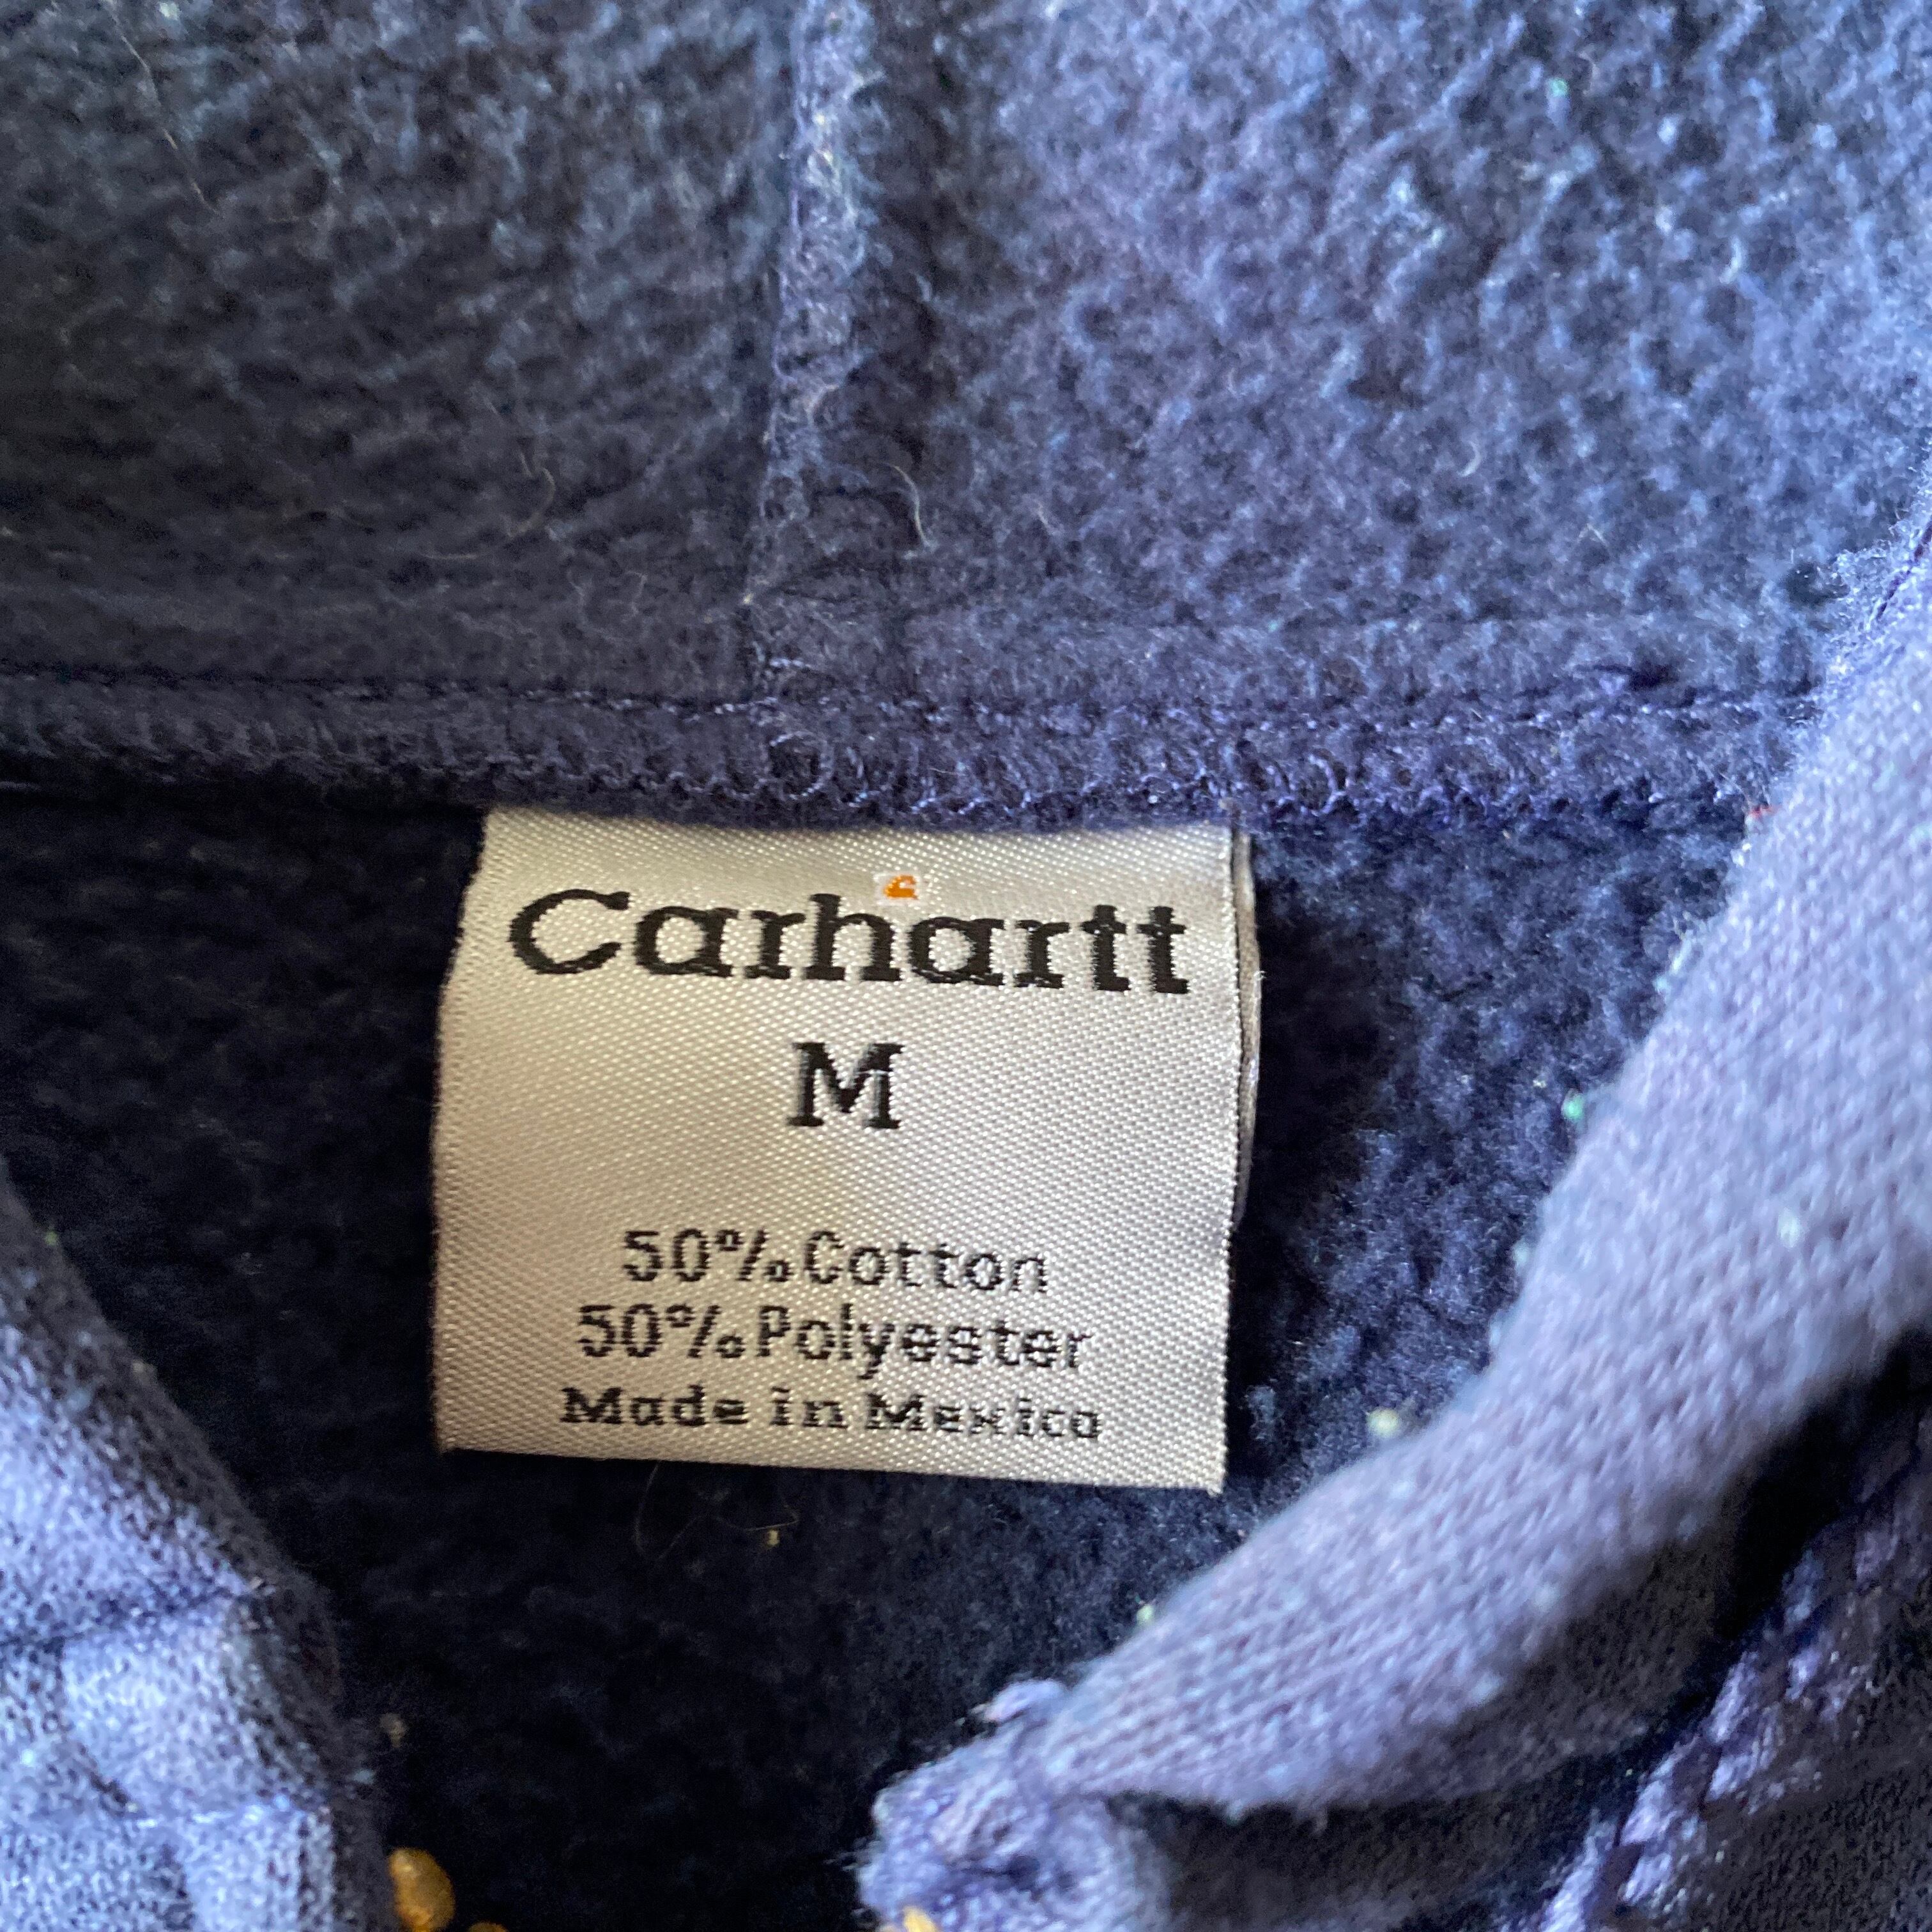 Carhartt
M
50% Cotton
50% Polyester
Made in Mexico